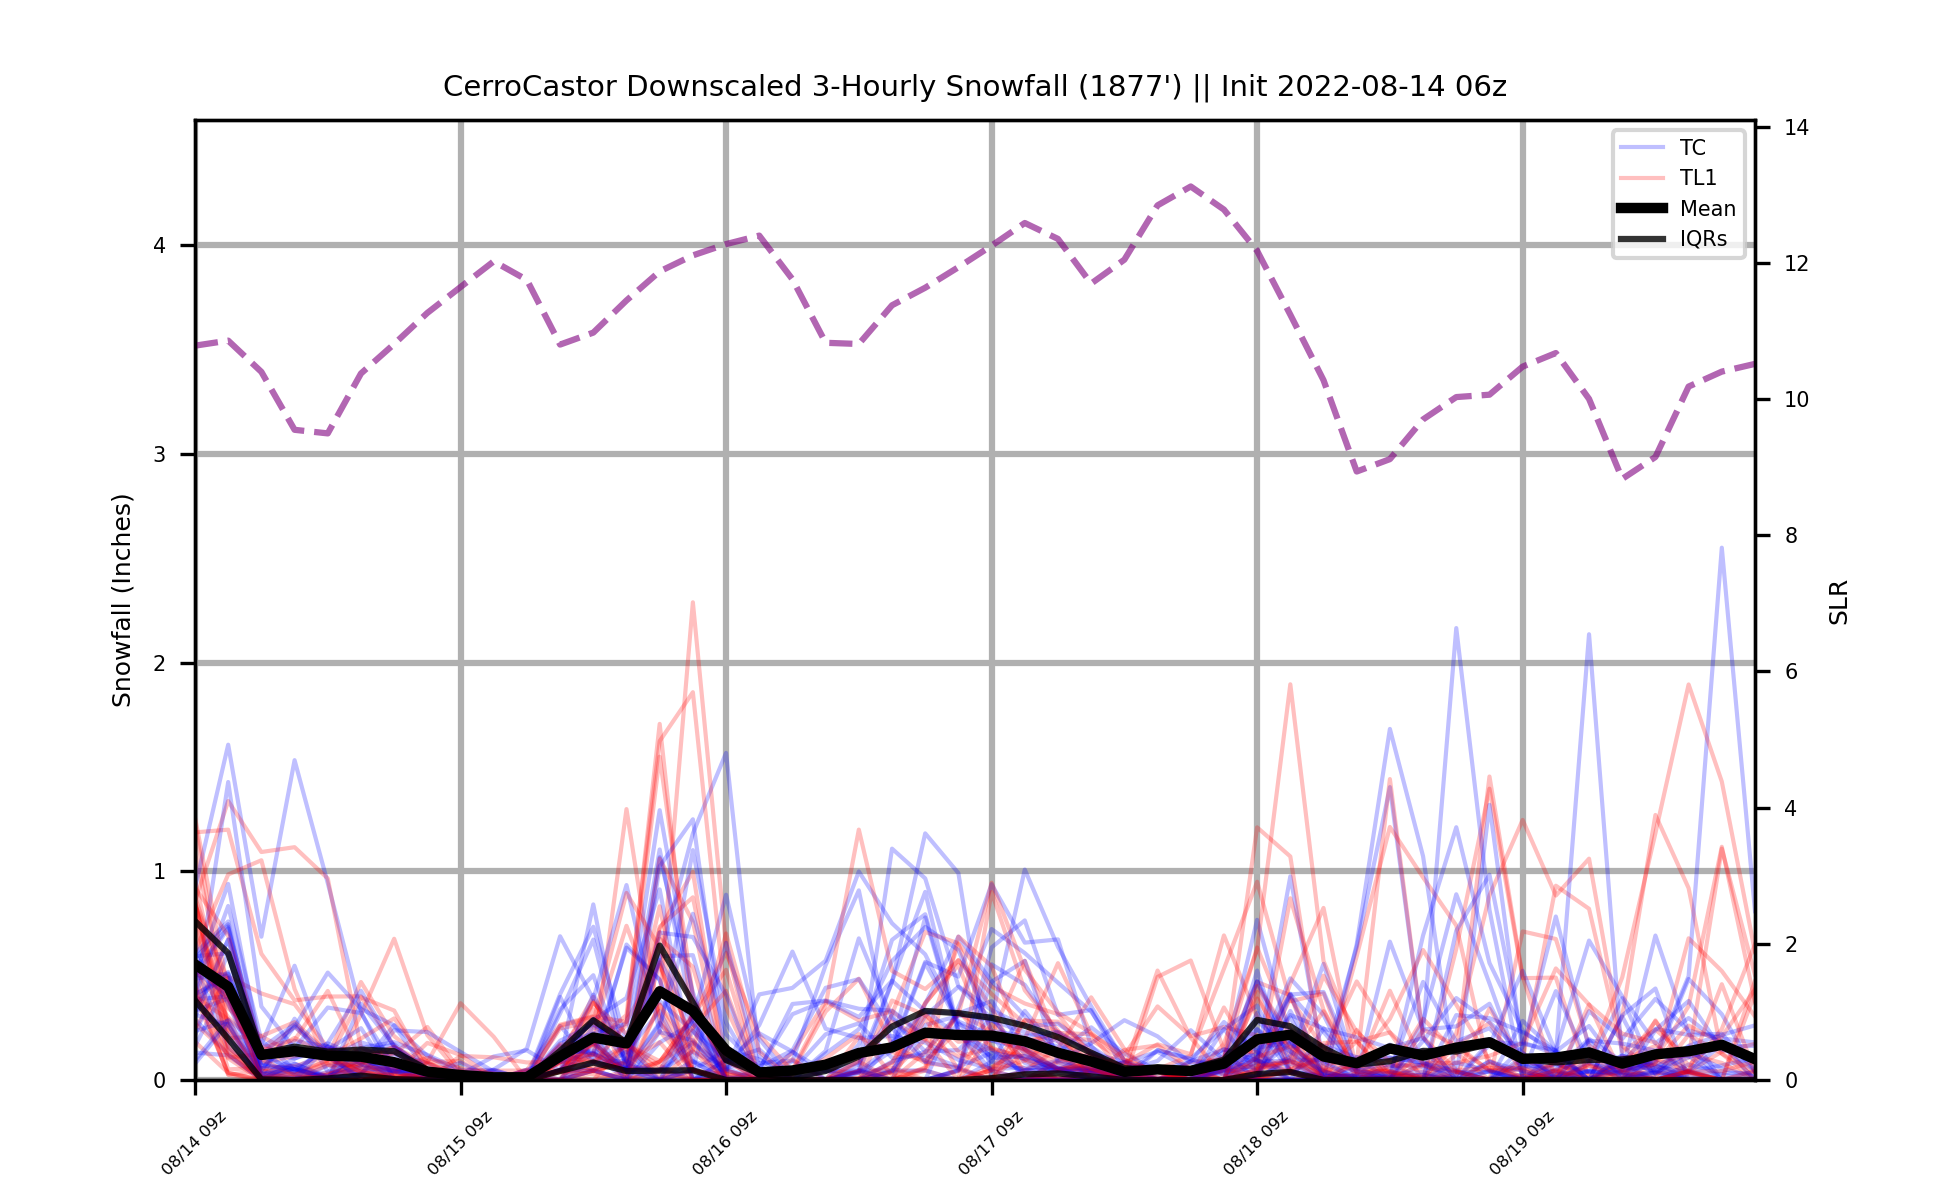 CerroCastor Downscaled 3-Hourly Snowfall (1877') || Init 2022-08-14 06z
TC
TL1
Mean
IQRs
Snowfall (Inches)
4
3
2
1
0
14
12
10
8
6
4
2
0
SLR
08/14 09z
08/15 09z
08/16 09z
08/17 09z
08/18 09z
08/19 09z